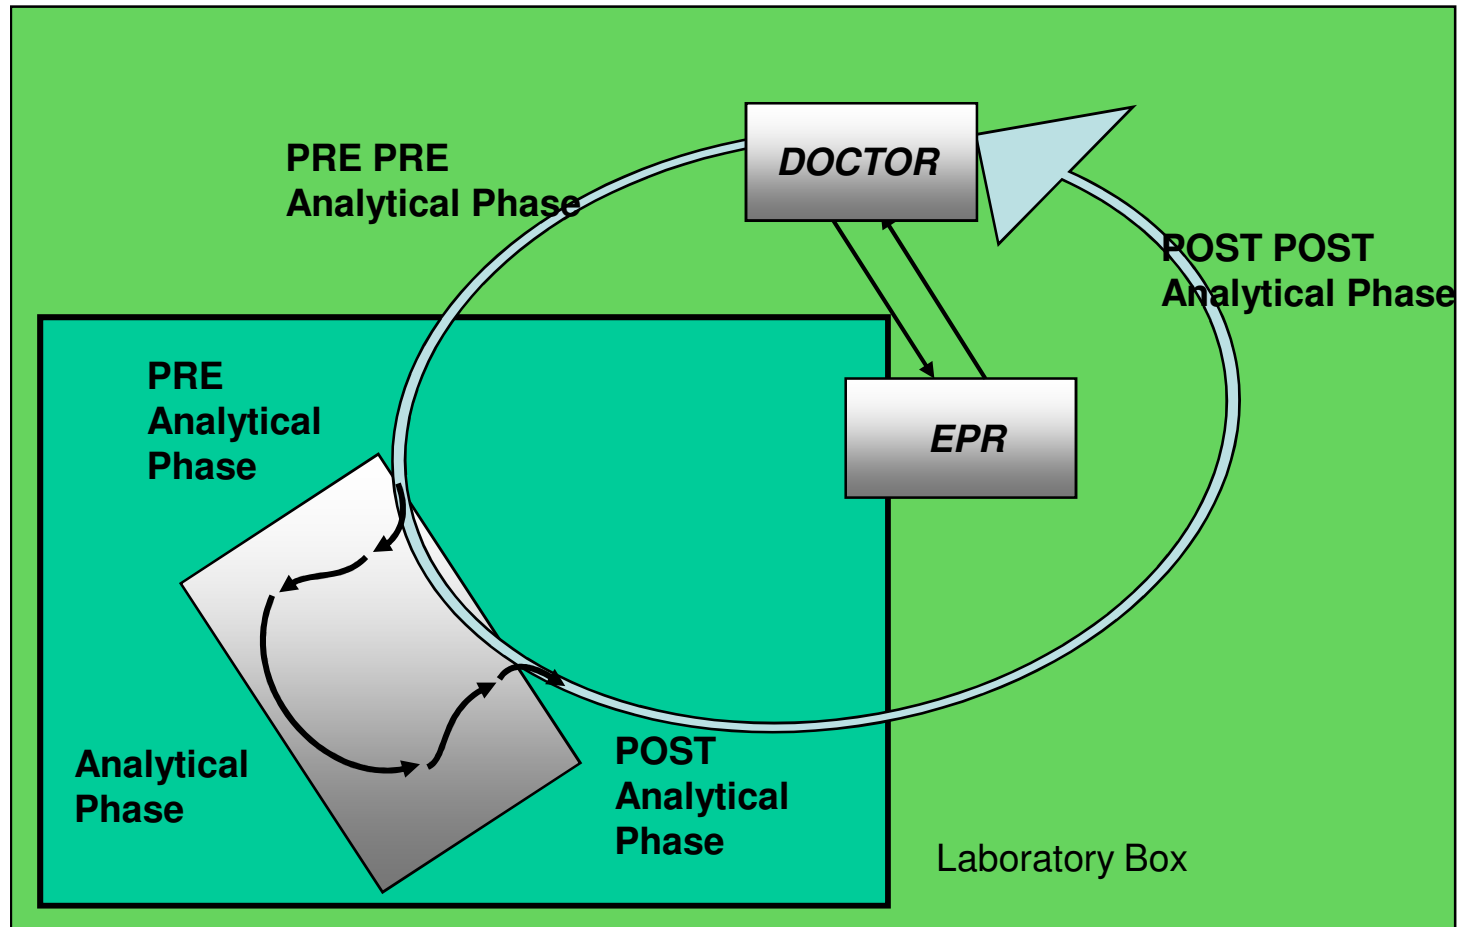 PRE PRE
Analytical Phase
DOCTOR
POST POST
Analytical Phase
PRE
Analytical
Phase
EPR
Analytical
Phase
POST
Analytical
Phase
Laboratory Box